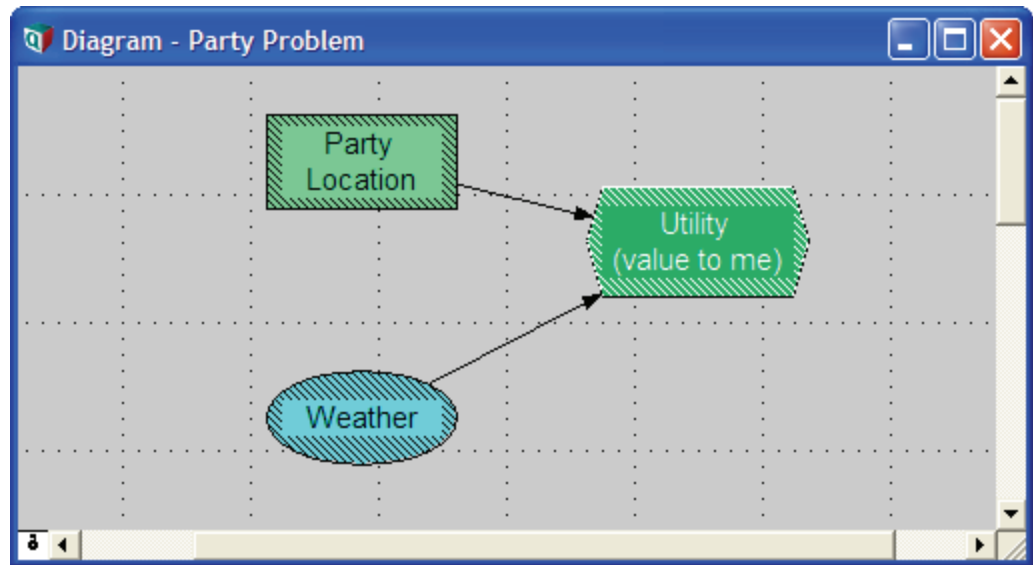 Diagram - Party Problem
Party
Location
Utility
(value to me)
Weather